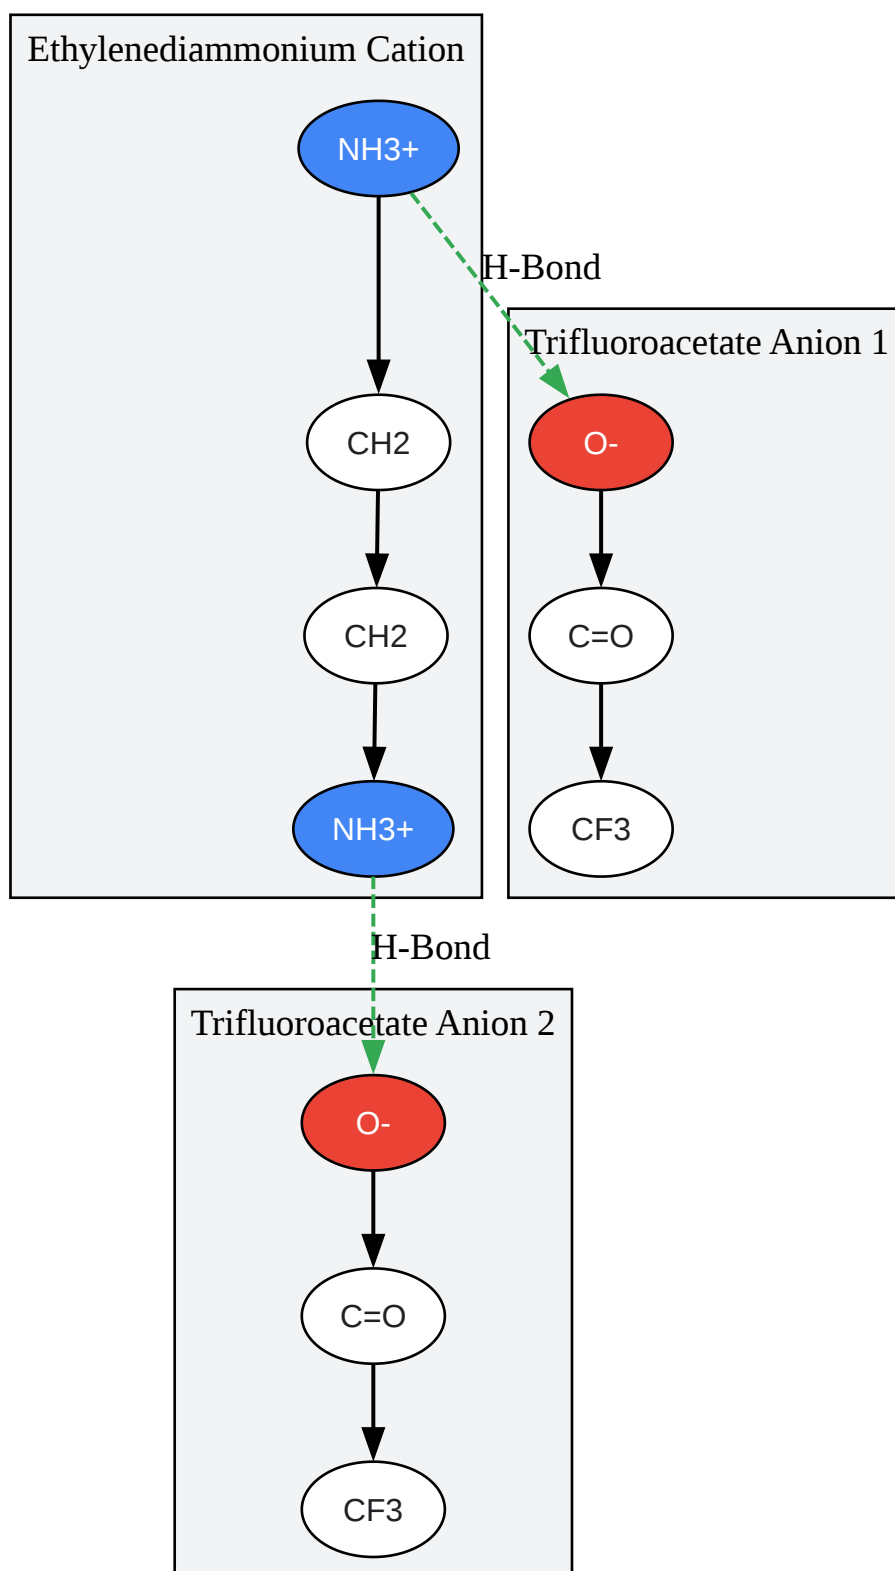 Ethylenediammonium Cation
NH3+
H-Bond
Trifluoroacetate Anion 1
CH2
O-
CH2
C=O
NH3+
CF3
H-Bond
Trifluoroacetate Anion 2
O-
C=O
CF3